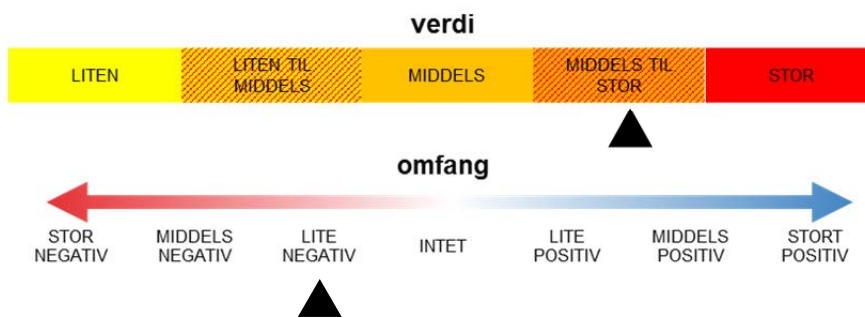 verdi
LITEN
LITEN TIL
MIDDELS
MIDDELS
MIDDELS TIL
STOR
STOR
omfang
STOR
NEGATIV
MIDDELS
NEGATIV
LITE
NEGATIV
INTET
LITE
POSITIV
MIDDELS
POSITIV
STORT
POSITIV